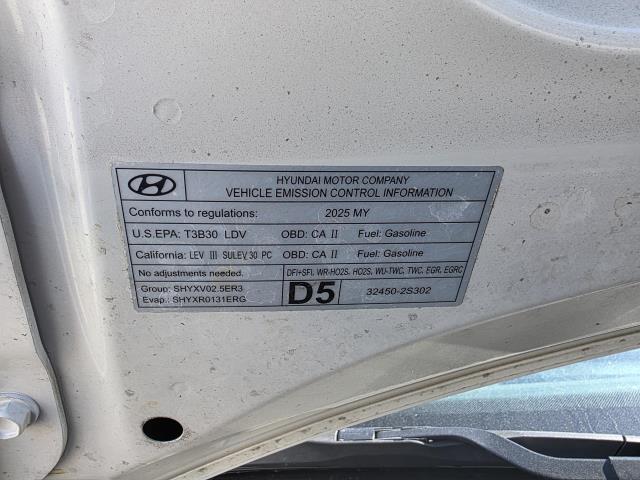 HYUNDAI MOTOR COMPANY
VEHICLE EMISSION CONTROL INFORMATION
Conforms to regulations: 2025 MY
U.S.EPA: T3B30 LDV OBD: CA II Fuel: Gasoline
California: LEV III SULEV 30 PC OBD: CA II Fuel: Gasoline
No adjustments needed. DFI+SFI, WR-HO2S, HO2S, WU-TWC, TWC, EGR, EGRC
Group: SHYXV02.5ER3
Evap.: SHYXR0131ERG
D5 32450-2S302